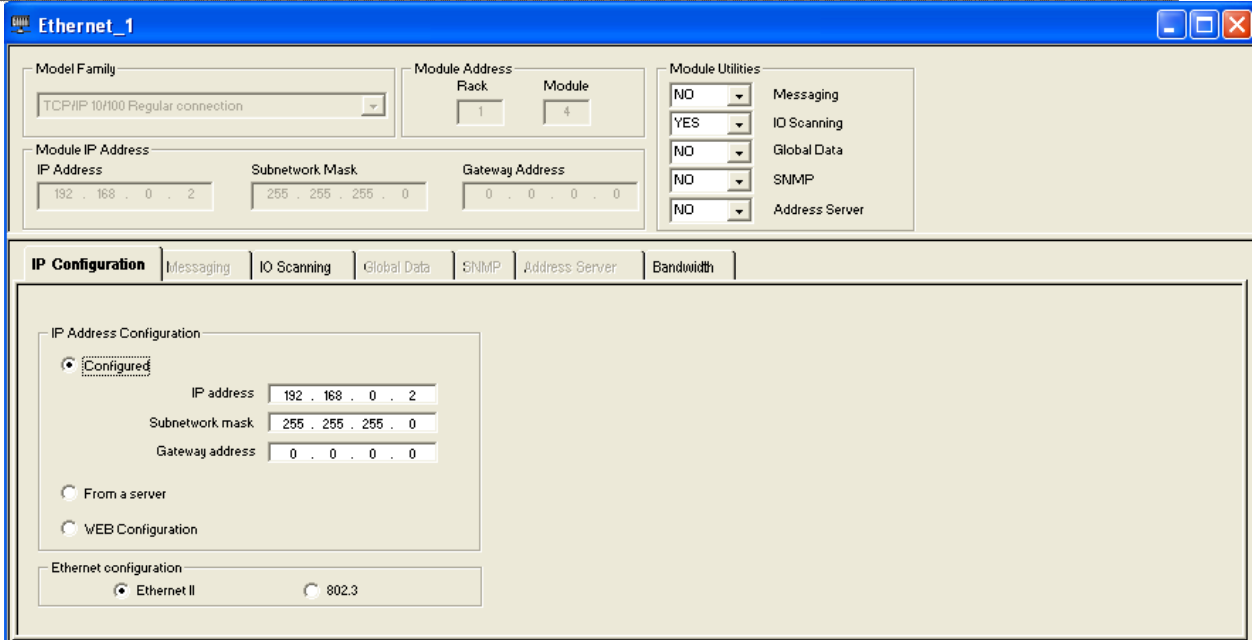 Ethernet_1
Model Family
TCP/IP 10/100 Regular connection
Module Address
Rack Module
1 4
Module IP Address
IP Address Subnetwork Mask Gateway Address
192 . 168 . 0 . 2 255 . 255 . 255 . 0 0 . 0 . 0 . 0
Module Utilities
NO Messaging
YES IO Scanning
NO Global Data
NO SNMP
NO Address Server
IP Configuration Messaging IO Scanning Global Data SNMP Address Server Bandwidth
IP Address Configuration
Configured
IP address 192 . 168 . 0 . 2
Subnetwork mask 255 . 255 . 255 . 0
Gateway address 0 . 0 . 0 . 0
From a server
WEB Configuration
Ethernet configuration
Ethernet II 802.3